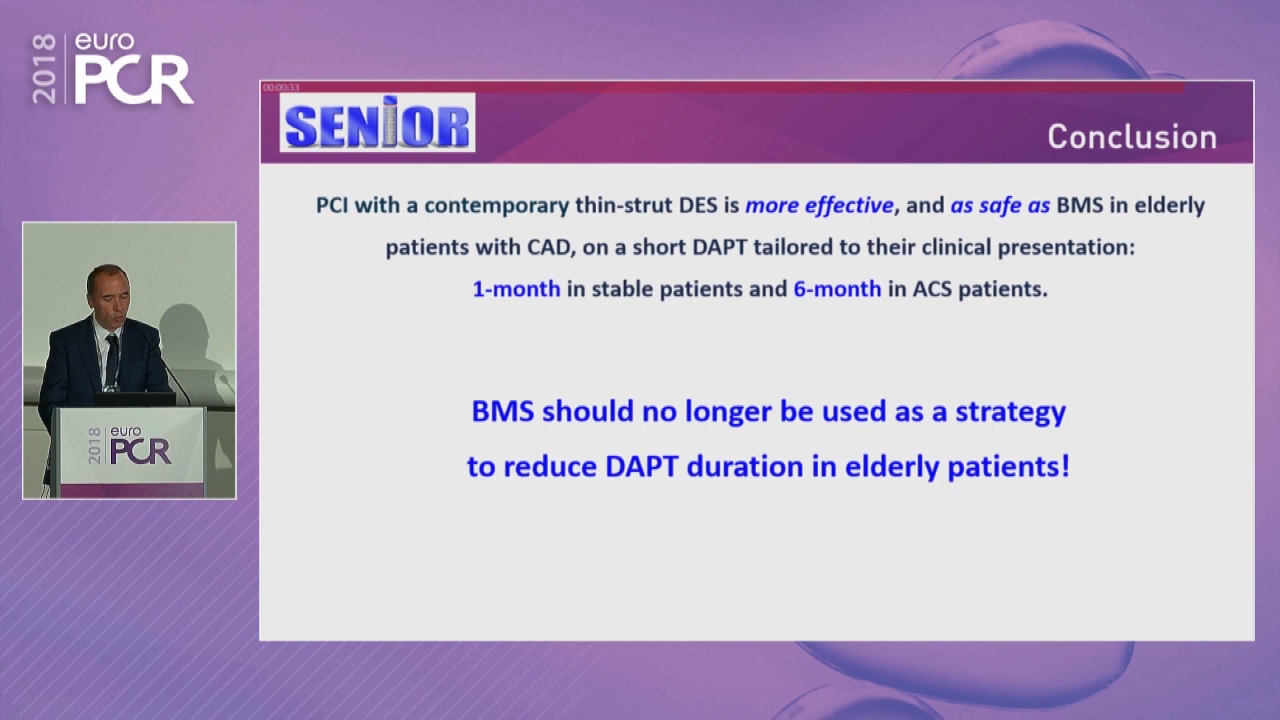 2018
euro
PCR
00:00:33
SENiOR
Conclusion
PCI with a contemporary thin-strut DES is more effective, and as safe as BMS in elderly
patients with CAD, on a short DAPT tailored to their clinical presentation:
1-month in stable patients and 6-month in ACS patients.
BMS should no longer be used as a strategy
to reduce DAPT duration in elderly patients!
2018
euro
PCR